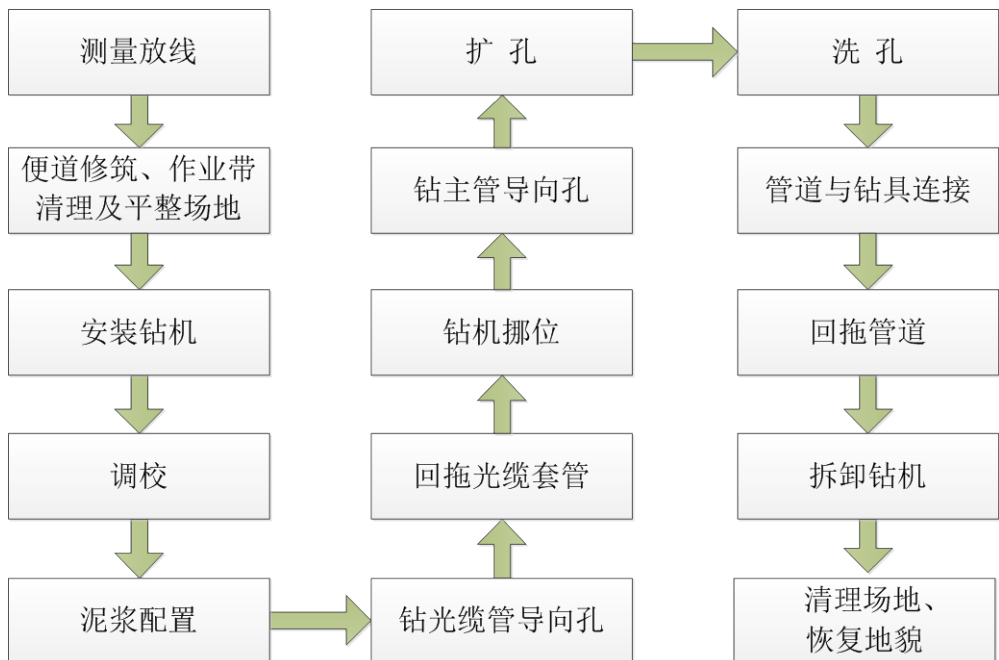 测量放线
便道修筑、作业带
清理及平整场地
安装钻机
调校
泥浆配置
钻光缆管导向孔
回拖光缆套管
钻机挪位
钻主管导向孔
扩 孔
洗 孔
管道与钻具连接
回拖管道
拆卸钻机
清理场地、
恢复地貌